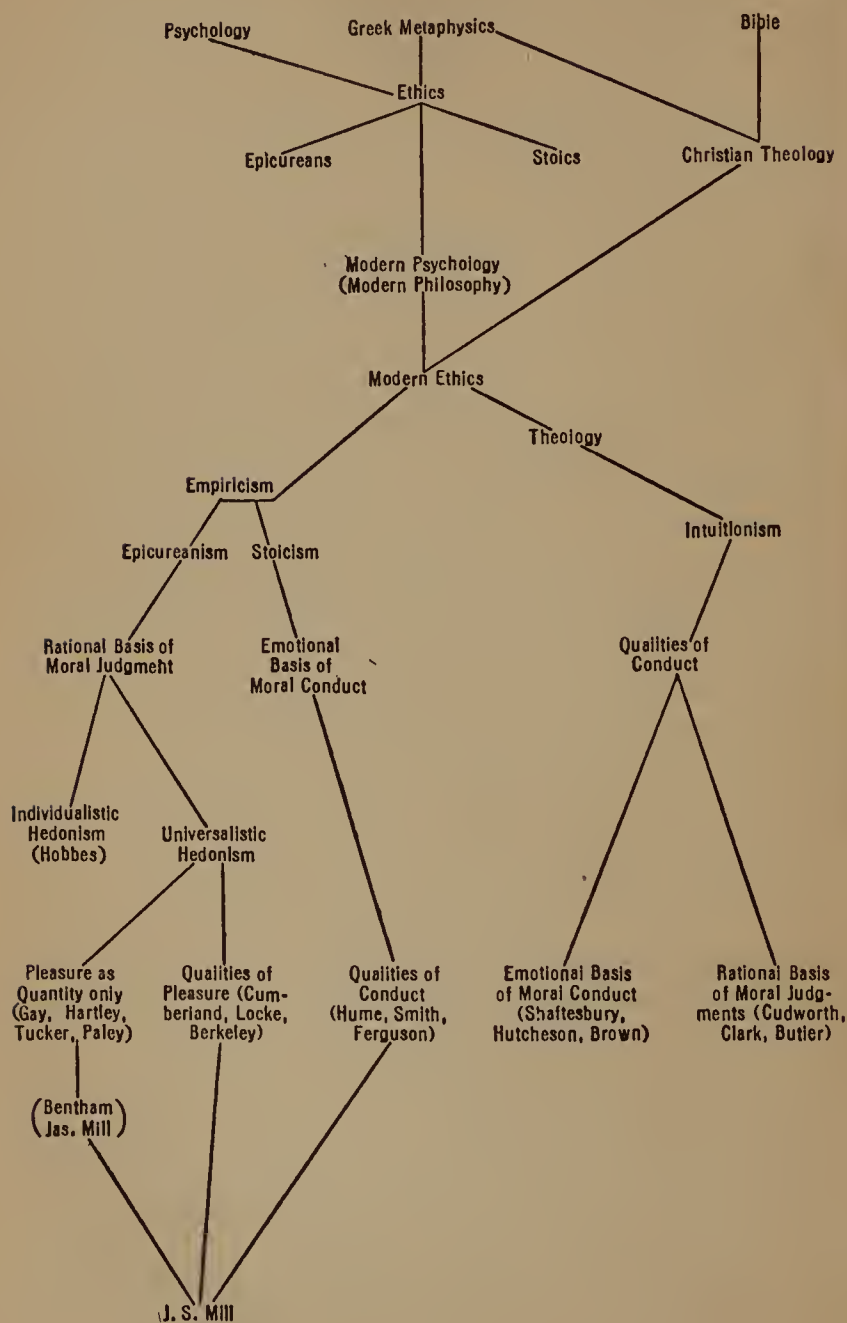 Psychology
Greek Metaphysics
Bible
Ethics
Epicureans
Stoics
Christian Theology
Modern Psychology
(Modern Philosophy)
Modern Ethics
Theology
Empiricism
Intuitionism
Epicureanism
Stoicism
Rational Basis of
Moral Judgment
Emotional
Basis of
Moral Conduct
Qualities of
Conduct
Individualistic
Hedonism
(Hobbes)
Universalistic
Hedonism
Pleasure as
Quantity only
(Gay, Hartley,
Tucker, Paley)
Qualities of
Pleasure (Cum-
berland, Locke,
Berkeley)
Qualities of
Conduct
(Hume, Smith,
Ferguson)
Emotional Basis
of Moral Conduct
(Shaftesbury,
Hutcheson, Brown)
Rational Basis
of Moral Judg-
ments (Cudworth,
Clark, Butler)
(Bentham
Jas. Mill)
J. S. Mill